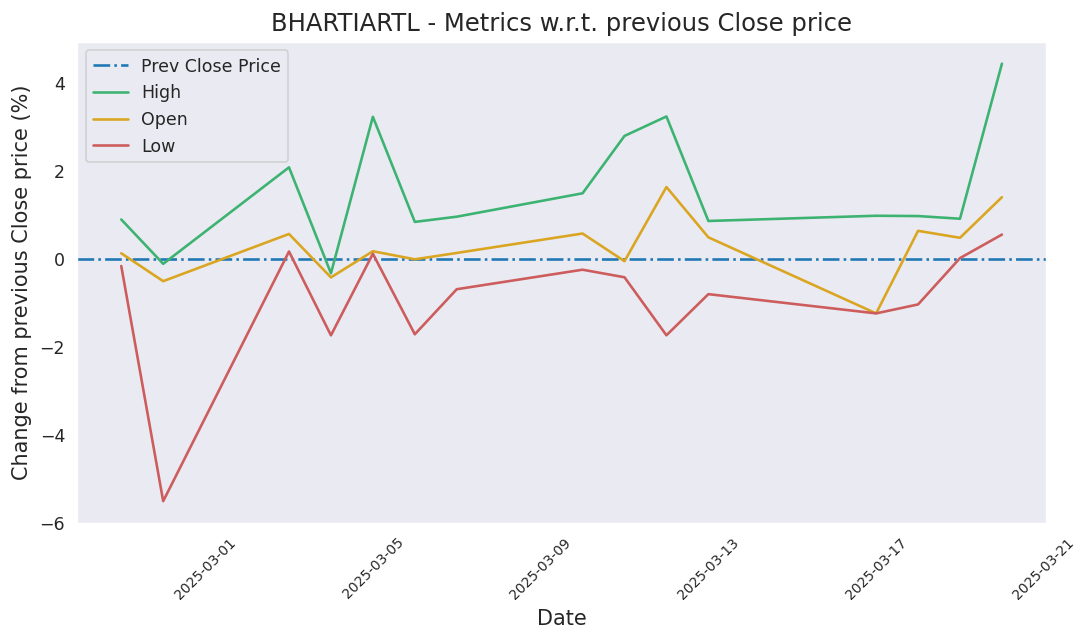 BHARTIARTL - Metrics w.r.t. previous Close price
Prev Close Price
High
Open
Low
Change from previous Close price (%)
4
2
0
−2
−4
−6
2025-03-01
2025-03-05
2025-03-09
2025-03-13
2025-03-17
2025-03-21
Date